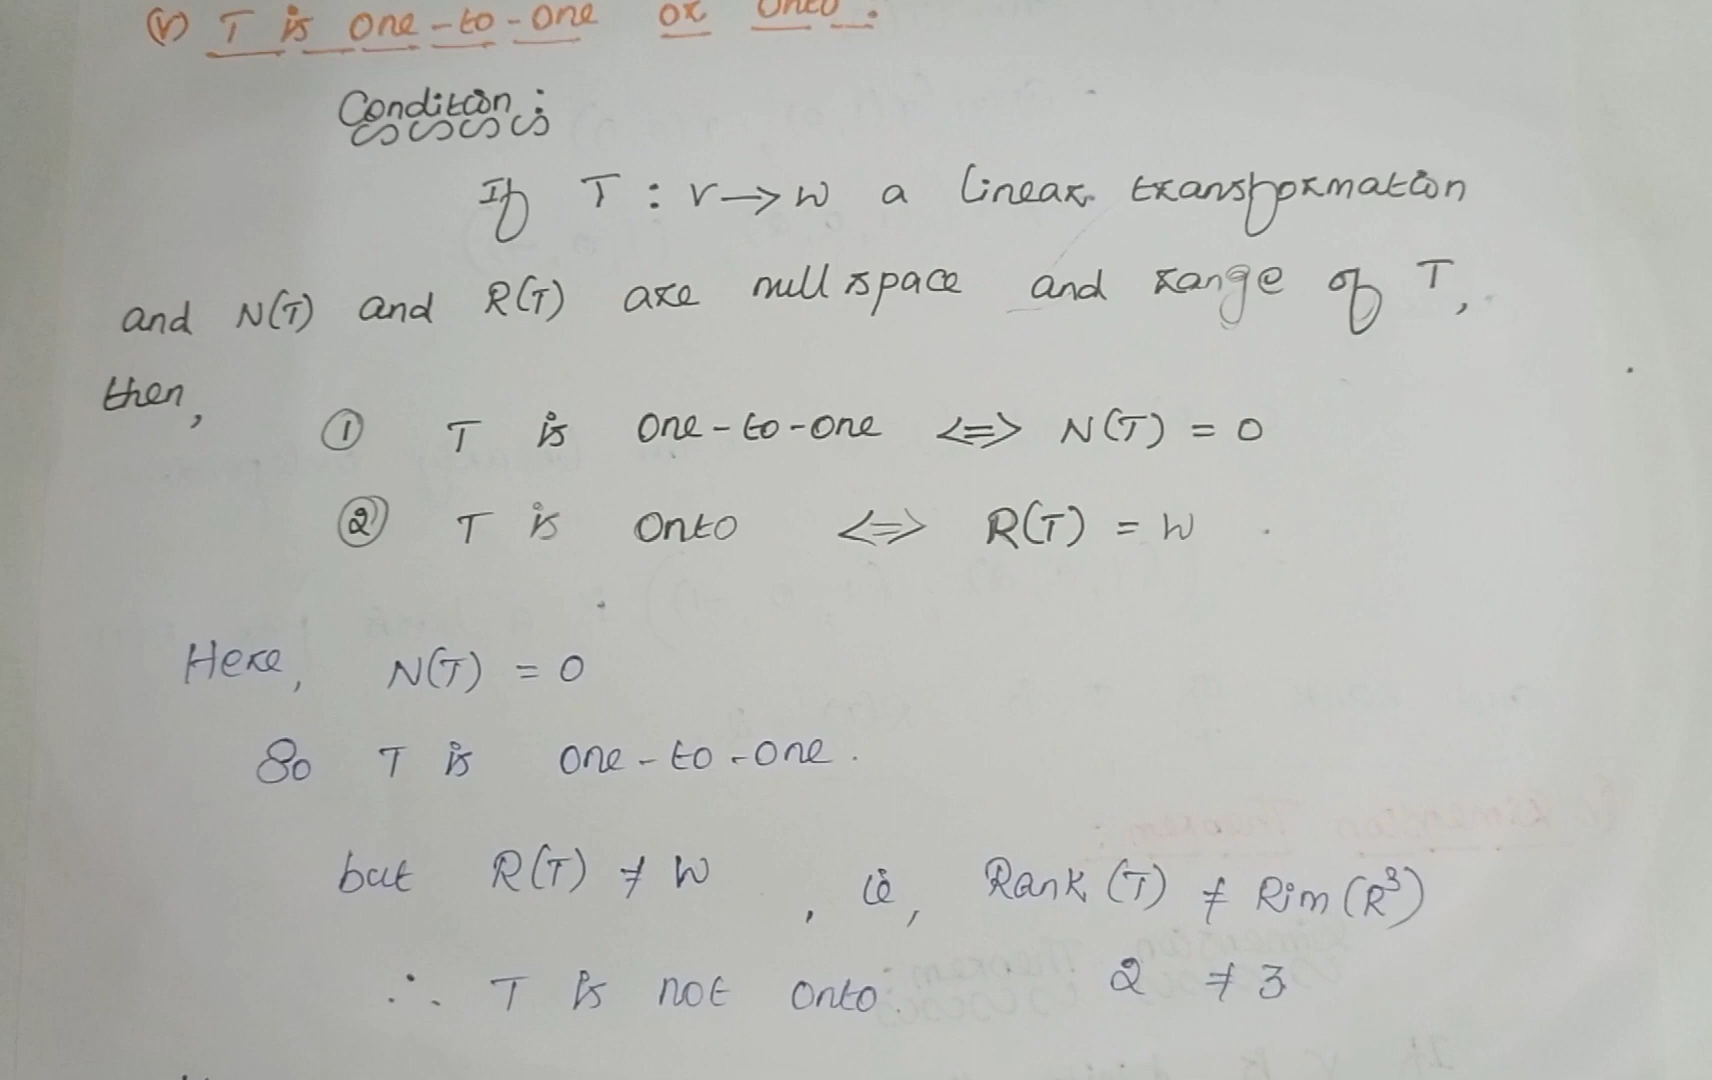 (v) T is one-to-one or onto:
Condition:
If T : V → W a linear transformation
and N(T) and R(T) are null space and range of T,
then,
① T is one-to-one <=> N(T) = 0
② T is onto <=> R(T) = W.
Here, N(T) = 0
So T is one-to-one.
but R(T) ≠ W, ie, Rank (T) ≠ Dim (R³)
∴ T is not onto. 2 ≠ 3